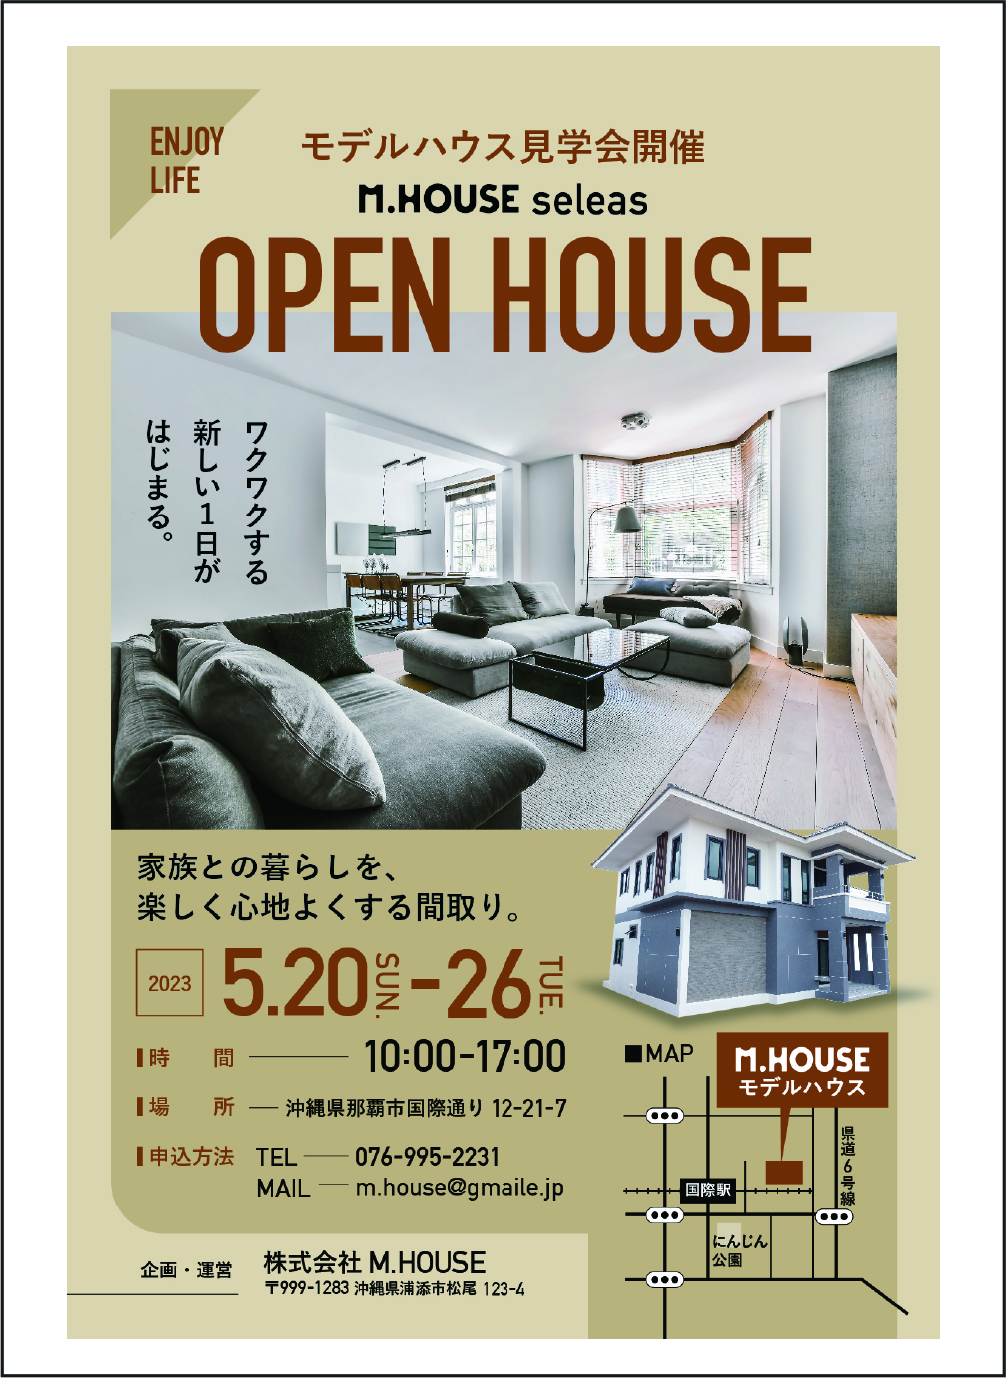 ENJOY
LIFE
モデルハウス見学会開催
M.HOUSE seleas
OPEN HOUSE
ワクワクする
新しい1日が
はじまる。
家族との暮らしを、
楽しく心地よくする間取り。
2023 5.20 SUN. -26 TUE.
時 間 10:00-17:00
場 所 沖縄県那覇市国際通り 12-21-7
申込方法 TEL 076-995-2231
MAIL m.house@gmaile.jp
企画・運営 株式会社 M.HOUSE
〒999-1283 沖縄県浦添市松尾 123-4
■MAP
M.HOUSE
モデルハウス
県道6号線
国際駅
にんじん
公園